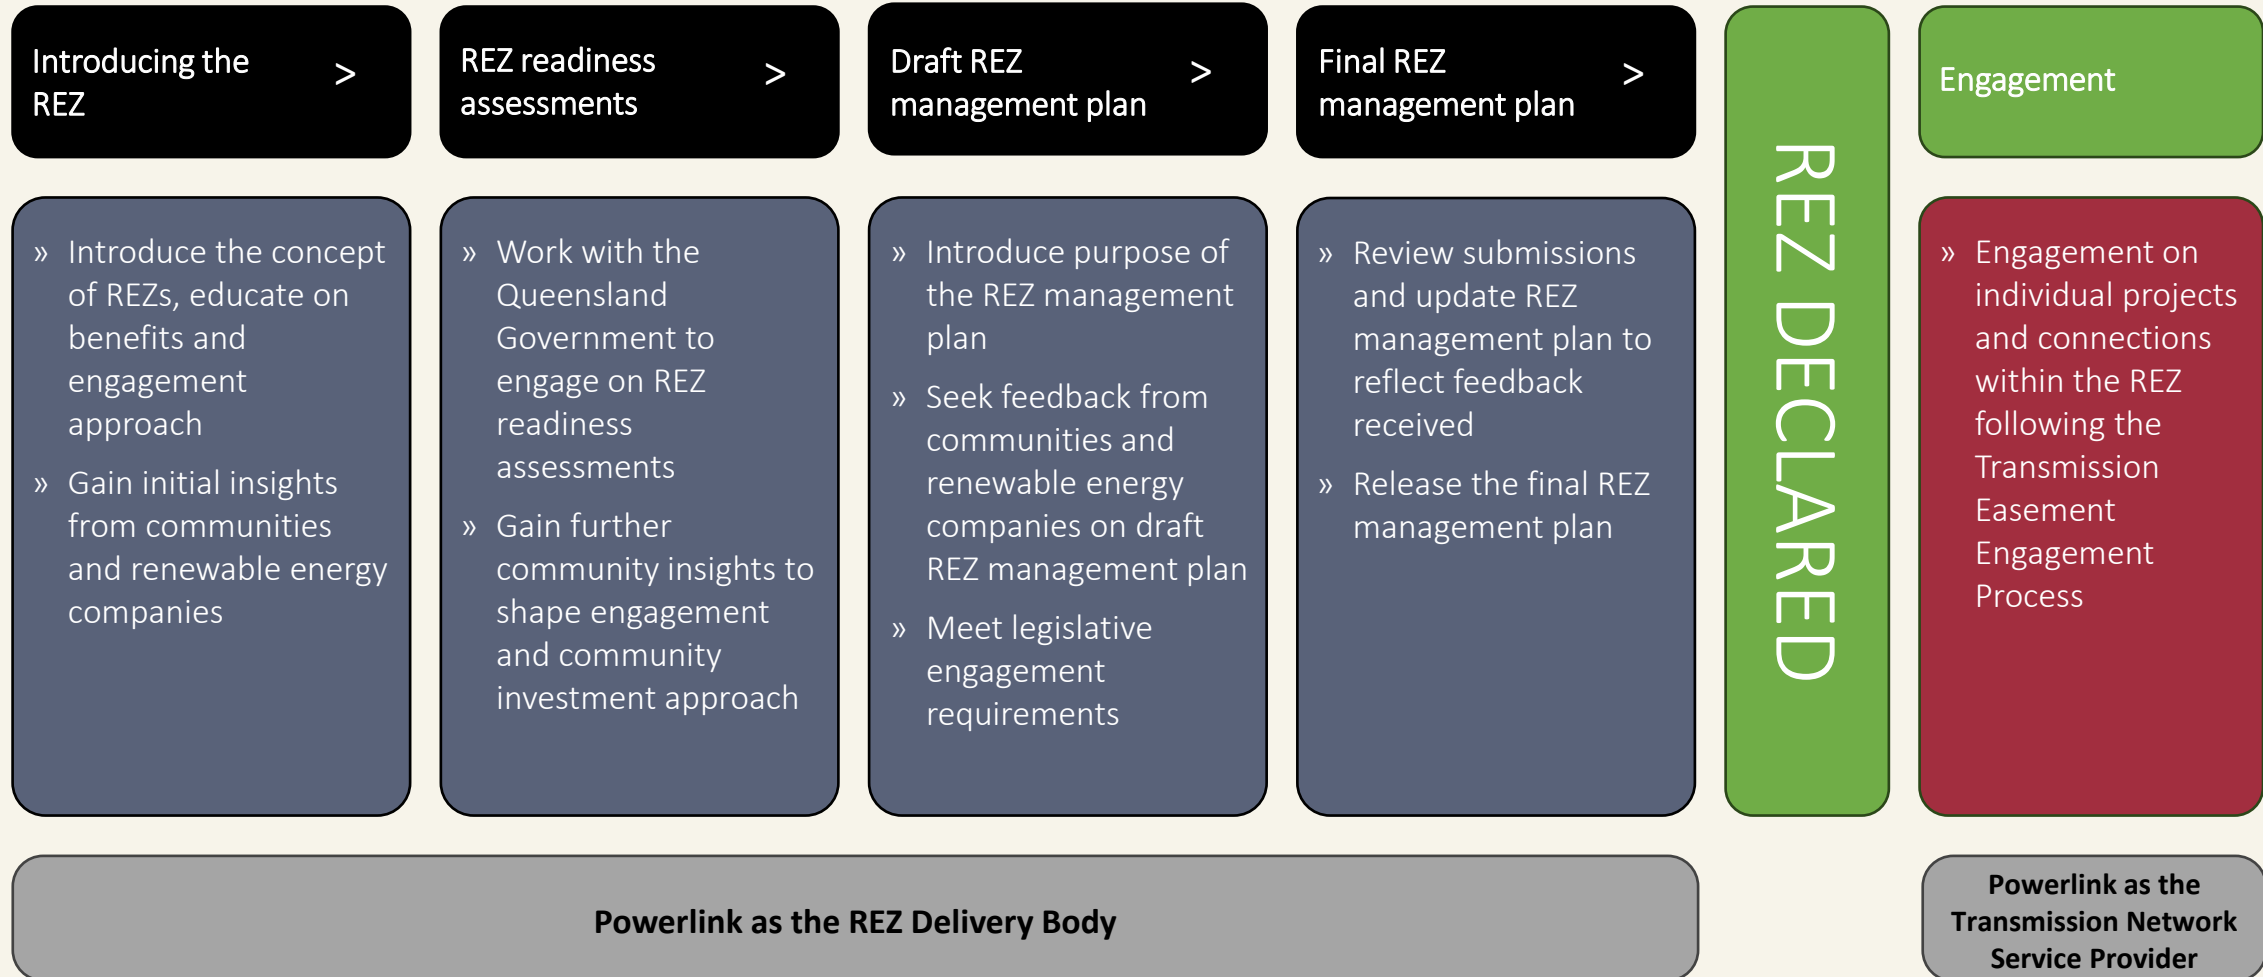 Introducing the
REZ
>
» Introduce the concept
of REZs, educate on
benefits and
engagement
approach
» Gain initial insights
from communities
and renewable energy
companies
REZ readiness
assessments
>
» Work with the
Queensland
Government to
engage on REZ
readiness
assessments
» Gain further
community insights to
shape engagement
and community
investment approach
Draft REZ
management plan
>
» Introduce purpose of
the REZ management
plan
» Seek feedback from
communities and
renewable energy
companies on draft
REZ management plan
» Meet legislative
engagement
requirements
Final REZ
management plan
>
» Review submissions
and update REZ
management plan to
reflect feedback
received
» Release the final REZ
management plan
REZ DECLARED
Engagement
» Engagement on
individual projects
and connections
within the REZ
following the
Transmission
Easement
Engagement
Process
Powerlink as the REZ Delivery Body
Powerlink as the
Transmission Network
Service Provider